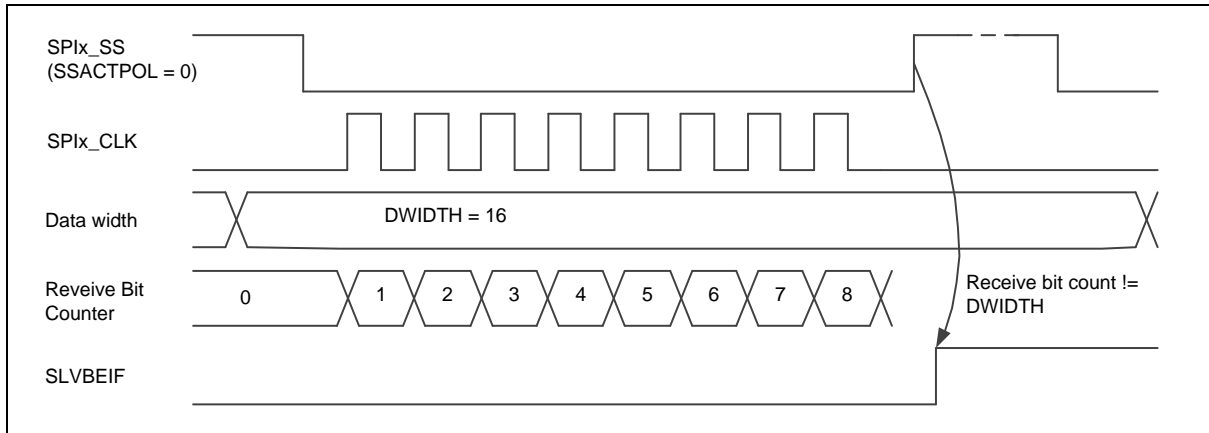 SPIx_SS
(SSACTPOL = 0)
SPIx_CLK
Data width
DWIDTH = 16
Reveive Bit
Counter
0
1
2
3
4
5
6
7
8
Receive bit count !=
DWIDTH
SLVBEIF